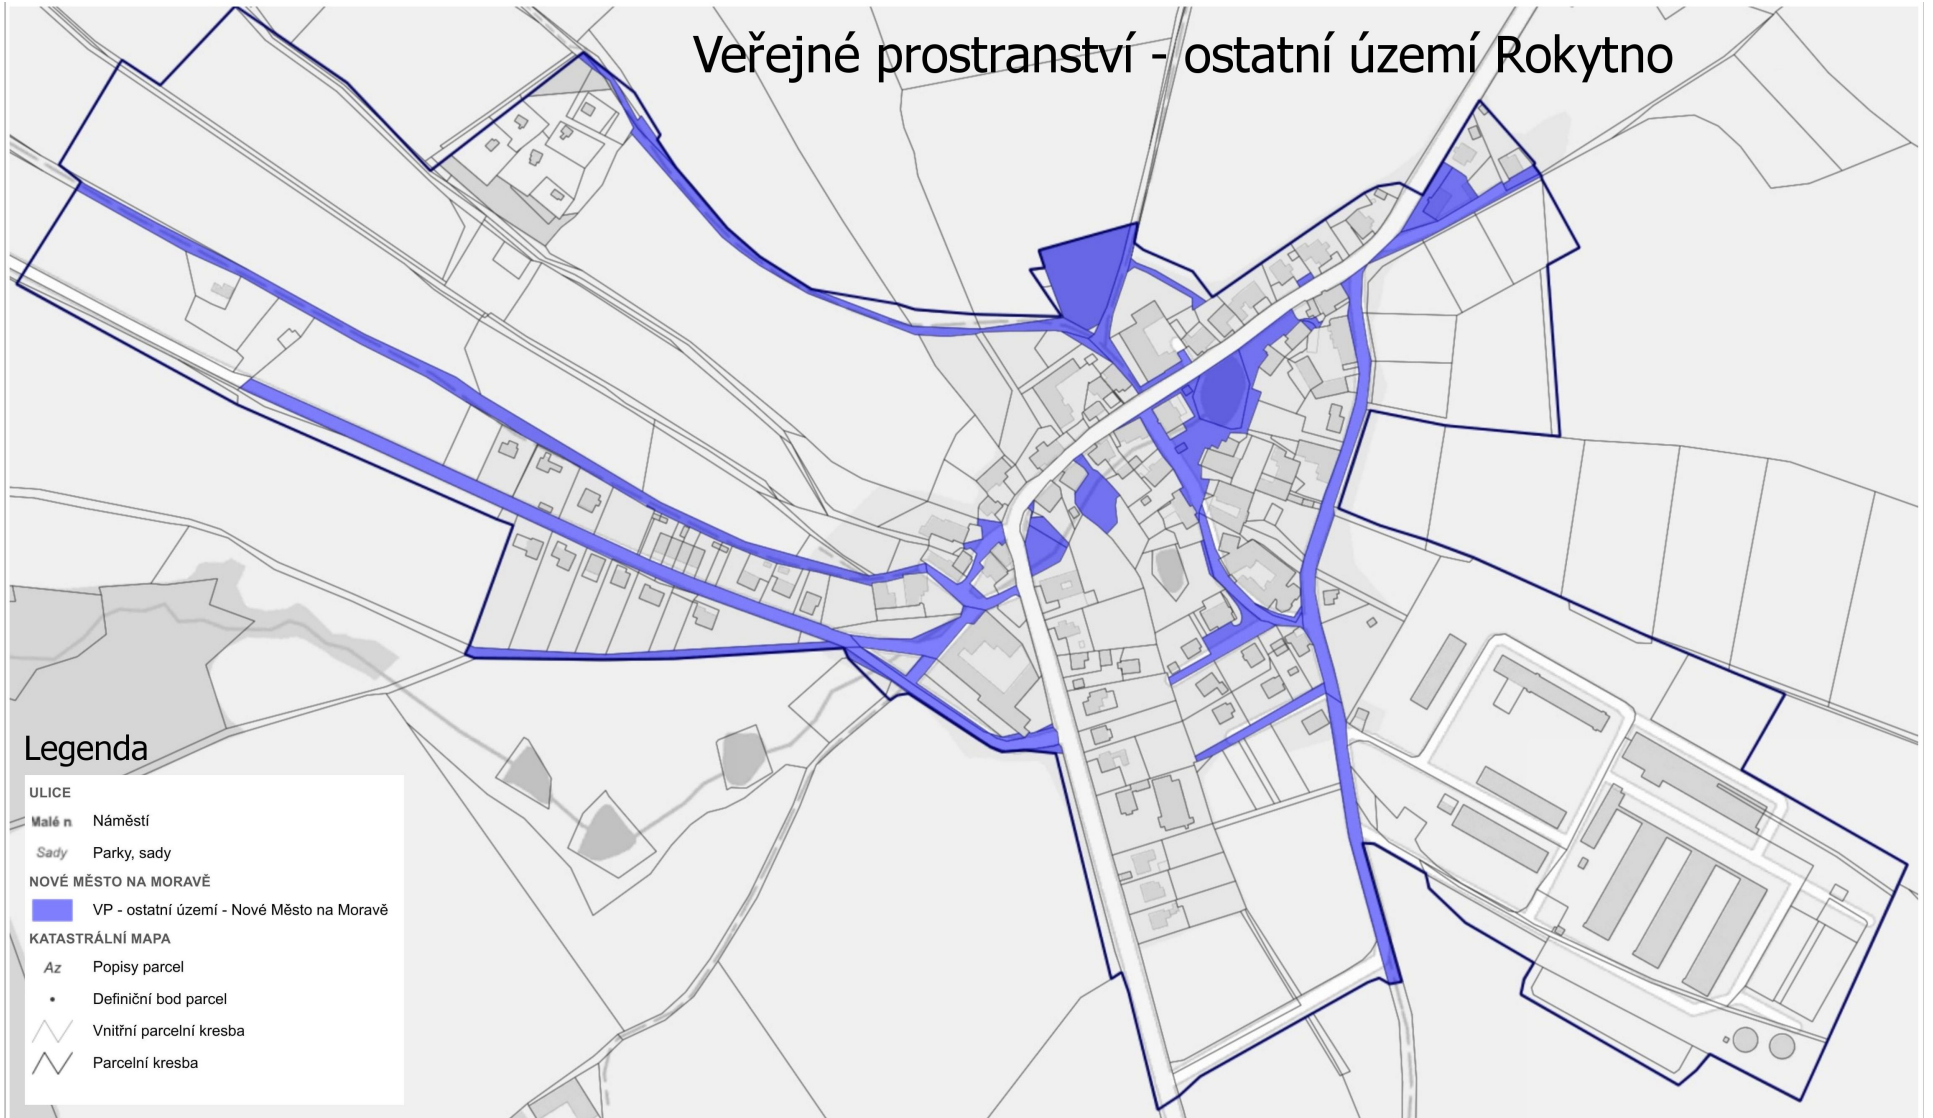 Veřejné prostranství - ostatní území Rokytno
Legenda
ULICE
Malé n Náměstí
Sady Parky, sady
NOVÉ MĚSTO NA MORAVĚ
VP - ostatní území - Nové Město na Moravě
KATASTRÁLNÍ MAPA
Az Popisy parcel
Definiční bod parcel
Vnitřní parcelní kresba
Parcelní kresba